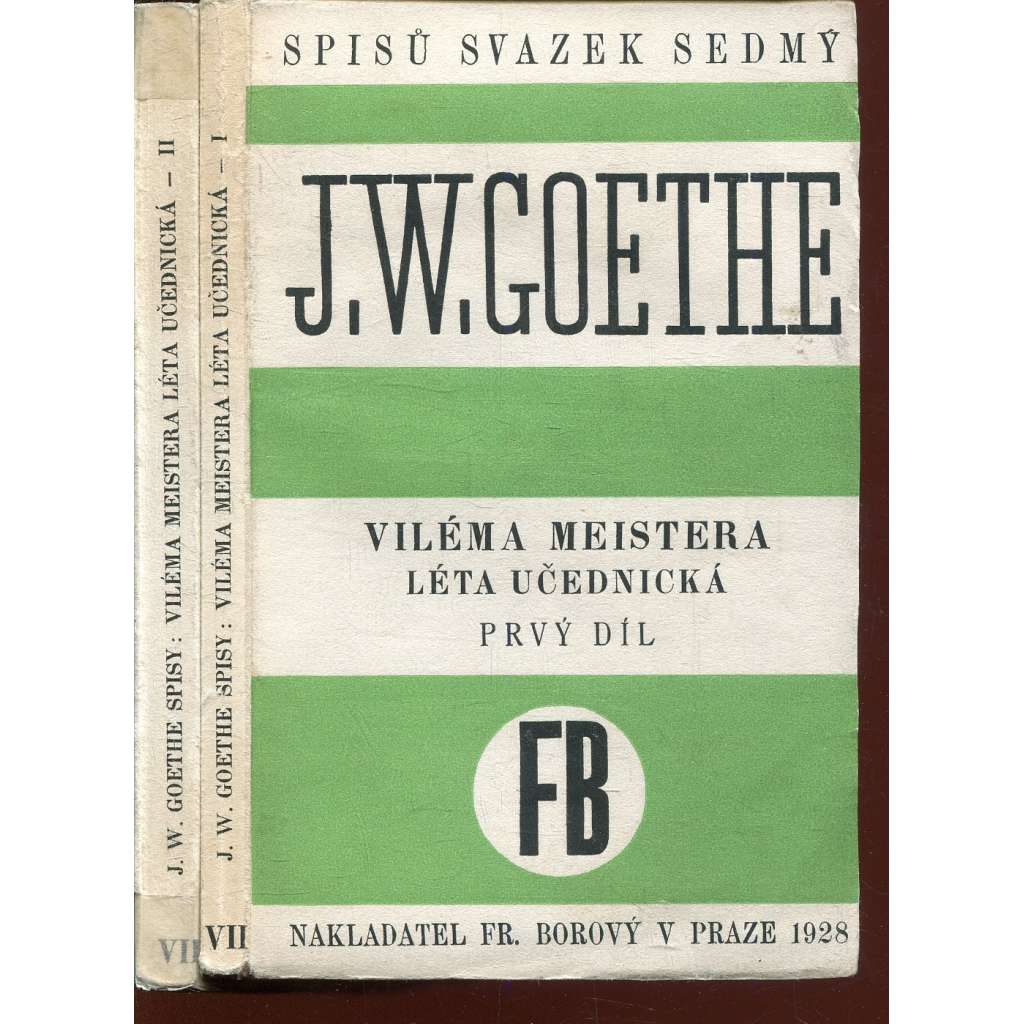 SPISŮ SVAZEK SEDMÝ
J.W.GOETHE
VILÉMA MEISTERA
LÉTA UČEDNICKÁ
PRVÝ DÍL
FB
NAKLADATEL FR. BOROVÝ V PRAZE 1928
J. W. GOETHE SPISY: VILÉMA MEISTERA LÉTA UČEDNICKÁ – I
VII
J. W. GOETHE SPISY: VILÉMA MEISTERA LÉTA UČEDNICKÁ – II